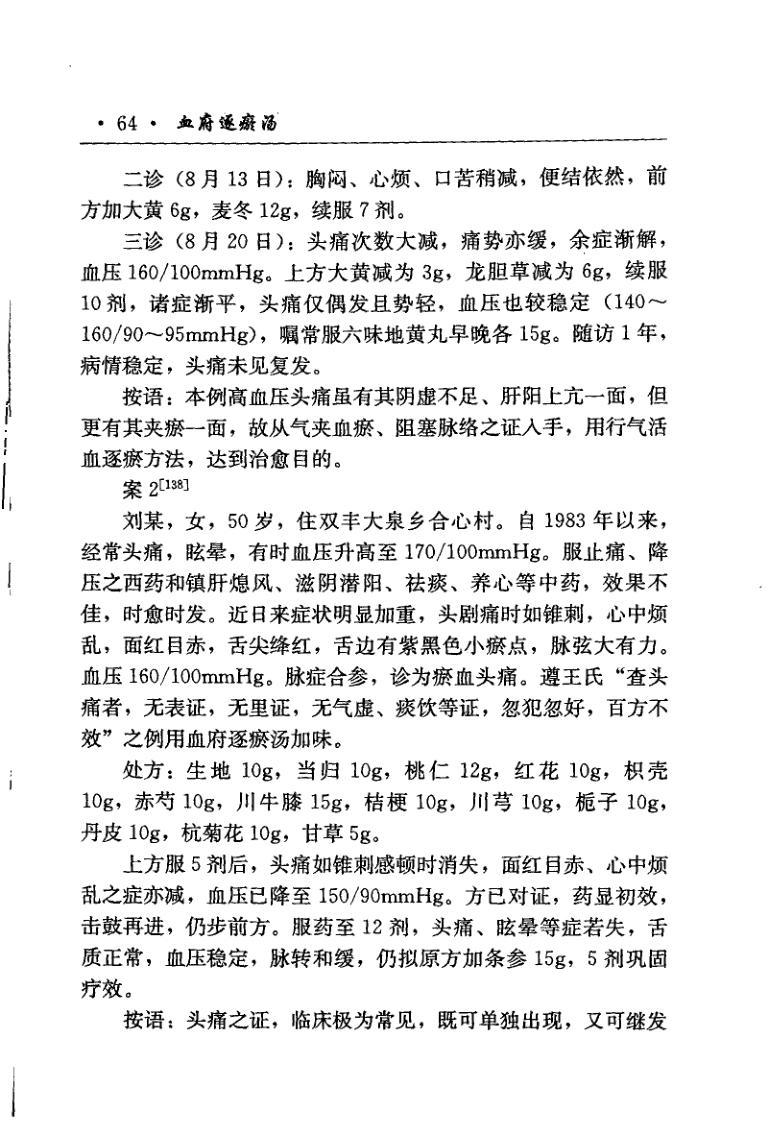 · 64 · 血府逐瘀汤
二诊（8月13日）：胸闷、心烦、口苦稍减，便结依然，前
方加大黄6g，麦冬12g，续服7剂。
三诊（8月20日）：头痛次数大减，痛势亦缓，余症渐解，
血压160/100mmHg。上方大黄减为3g，龙胆草减为6g，续服
10剂，诸症渐平，头痛仅偶发且势轻，血压也较稳定（140～
160/90～95mmHg），嘱常服六味地黄丸早晚各15g。随访1年，
病情稳定，头痛未见复发。
按语：本例高血压头痛虽有其阴虚不足、肝阳上亢一面，但
更有其夹瘀一面，故从气夹血瘀、阻塞脉络之证入手，用行气活
血逐瘀方法，达到治愈目的。
案2[138]
刘某，女，50岁，住双丰大泉乡合心村。自1983年以来，
经常头痛，眩晕，有时血压升高至170/100mmHg。服止痛、降
压之西药和镇肝熄风、滋阴潜阳、祛痰、养心等中药，效果不
佳，时愈时发。近日来症状明显加重，头剧痛时如锥刺，心中烦
乱，面红目赤，舌尖绛红，舌边有紫黑色小瘀点，脉弦大有力。
血压160/100mmHg。脉症合参，诊为瘀血头痛。遵王氏“查头
痛者，无表证，无里证，无气虚、痰饮等证，忽犯忽好，百方不
效”之例用血府逐瘀汤加味。
处方：生地10g，当归10g，桃仁12g，红花10g，枳壳
10g，赤芍10g，川牛膝15g，桔梗10g，川芎10g，栀子10g，
丹皮10g，杭菊花10g，甘草5g。
上方服5剂后，头痛如锥刺感顿时消失，面红目赤、心中烦
乱之症亦减，血压已降至150/90mmHg。方已对证，药显初效，
击鼓再进，仍步前方。服药至12剂，头痛、眩晕等症若失，舌
质正常，血压稳定，脉转和缓，仍拟原方加条参15g，5剂巩固
疗效。
按语：头痛之证，临床极为常见，既可单独出现，又可继发